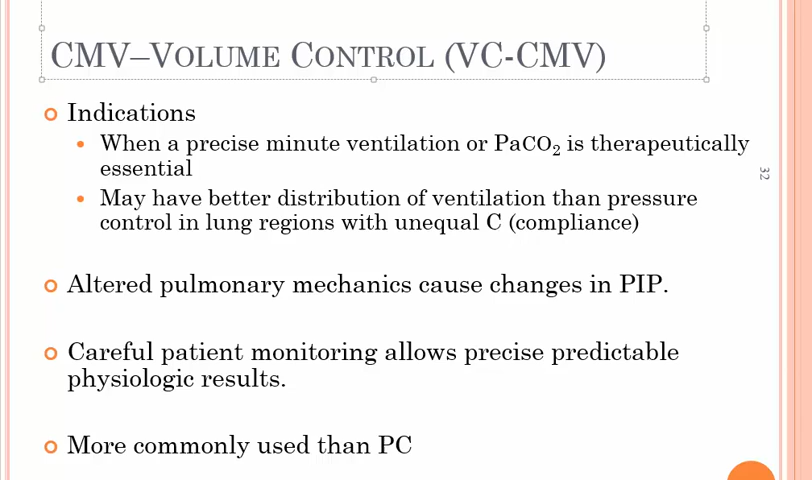 CMV–VOLUME CONTROL (VC-CMV)
Indications
When a precise minute ventilation or PaCO₂ is therapeutically
essential
May have better distribution of ventilation than pressure
control in lung regions with unequal C (compliance)
32
Altered pulmonary mechanics cause changes in PIP.
Careful patient monitoring allows precise predictable
physiologic results.
More commonly used than PC